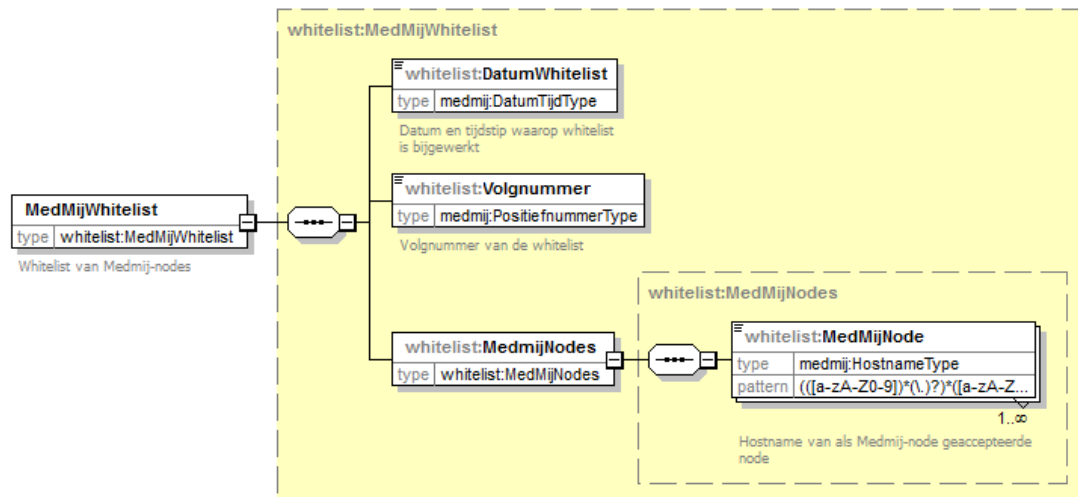 whitelist:MedMijWhitelist
whitelist:DatumWhitelist
type medmij:DatumTijdType
Datum en tijdstip waarop whitelist
is bijgewerkt
whitelist:Volgnummer
type medmij:PositiefnummerType
Volgnummer van de whitelist
MedMijWhitelist
type whitelist:MedMijWhitelist
Whitelist van Medmij-nodes
whitelist:MedmijNodes
type whitelist:MedMijNodes
whitelist:MedMijNodes
whitelist:MedMijNode
type medmij:HostnameType
pattern (([a-zA-Z0-9])*(\.)?)*([a-zA-Z...
1..∞
Hostname van als Medmij-node geaccepteerde
node